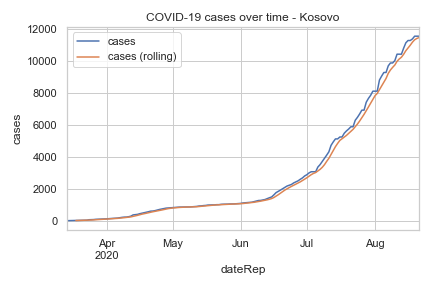 COVID-19 cases over time - Kosovo
cases
cases (rolling)
12000
10000
8000
6000
4000
2000
0
cases
Apr
2020
May
Jun
Jul
Aug
dateRep